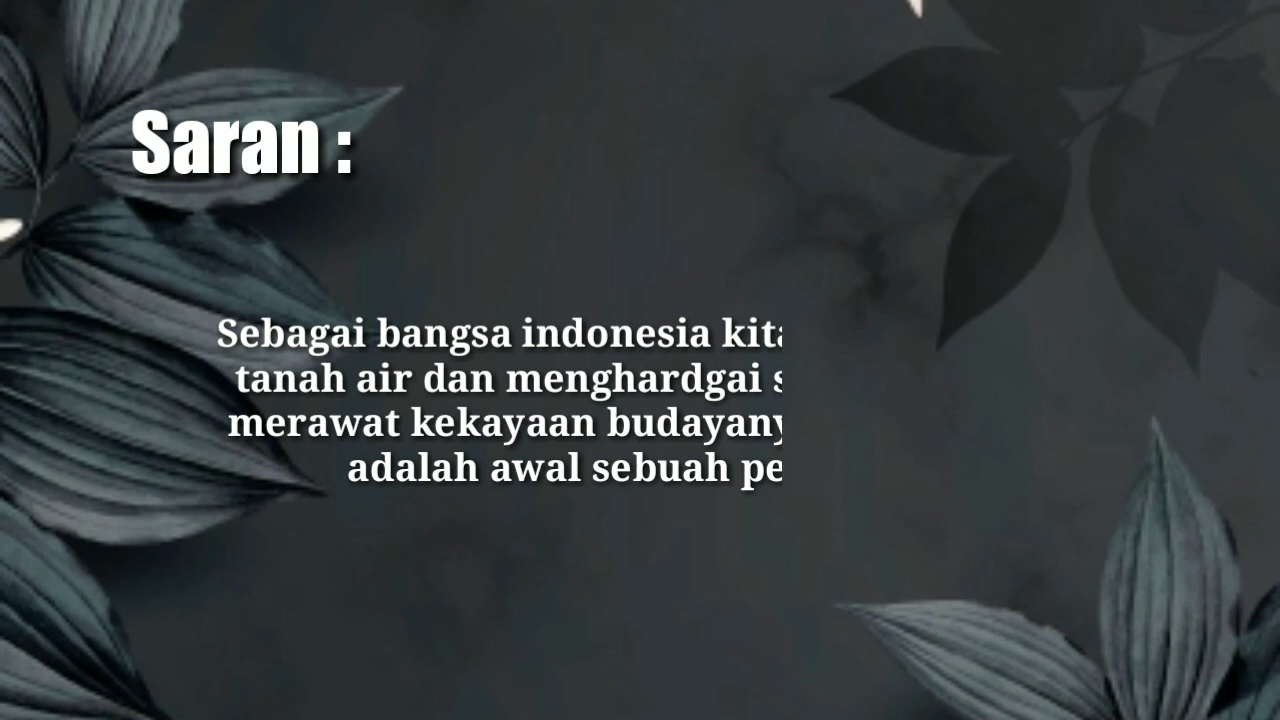 Saran :
Sebagai bangsa indonesia
tanah air dan menghardgai
merawat kekayaan
adalah awal sebuah